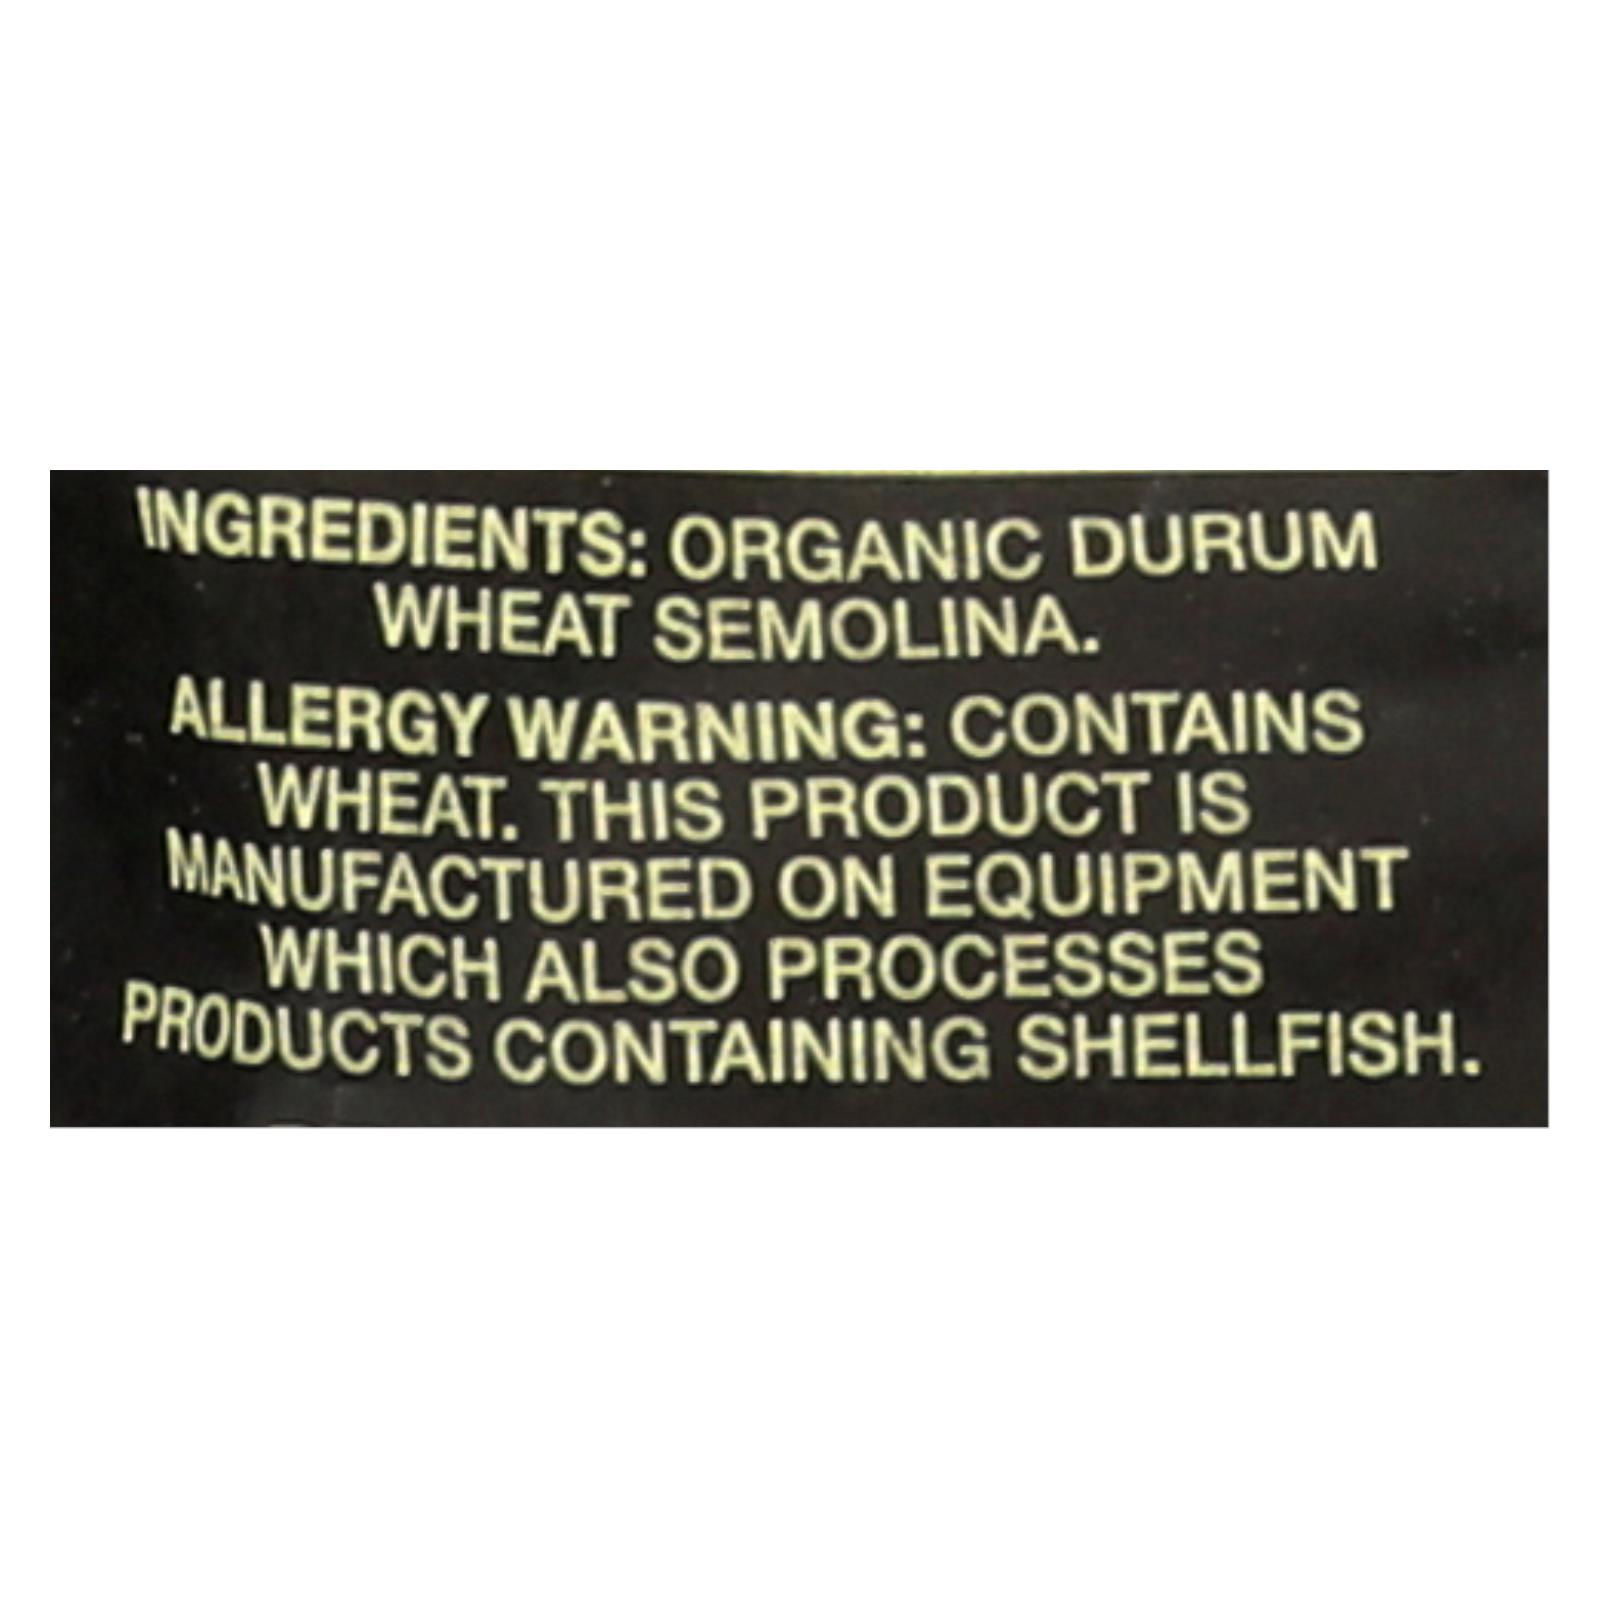 INGREDIENTS: ORGANIC DURUM
WHEAT SEMOLINA.
ALLERGY WARNING: CONTAINS
WHEAT. THIS PRODUCT IS
MANUFACTURED ON EQUIPMENT
WHICH ALSO PROCESSES
PRODUCTS CONTAINING SHELLFISH.